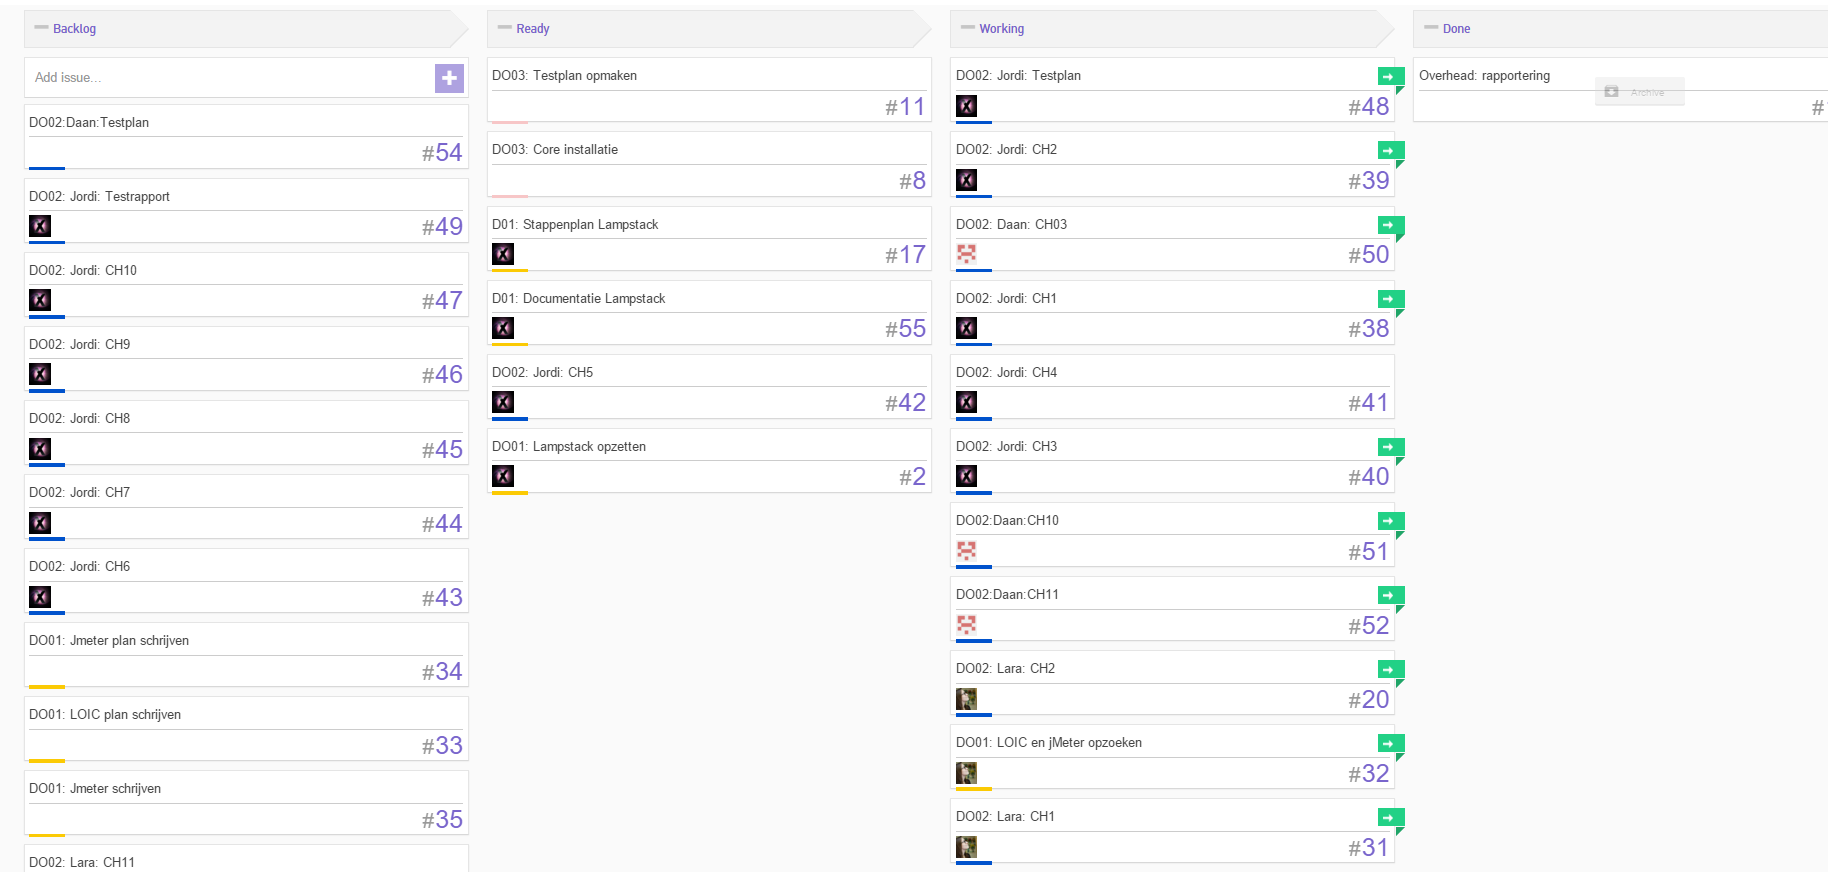 Backlog
Add issue...
DO02:Daan:Testplan
#54
DO02: Jordi: Testrapport
#49
DO02: Jordi: CH10
#47
DO02: Jordi: CH9
#46
DO02: Jordi: CH8
#45
DO02: Jordi: CH7
#44
DO02: Jordi: CH6
#43
DO01: Jmeter plan schrijven
#34
DO01: LOIC plan schrijven
#33
DO01: Jmeter schrijven
#35
DO02: Lara: CH11
Ready
DO03: Testplan opmaken
#11
DO03: Core installatie
#8
D01: Stappenplan Lampstack
#17
D01: Documentatie Lampstack
#55
DO02: Jordi: CH5
#42
DO01: Lampstack opzetten
#2
Working
DO02: Jordi: Testplan
#48
DO02: Jordi: CH2
#39
DO02: Daan: CH03
#50
DO02: Jordi: CH1
#38
DO02: Jordi: CH4
#41
DO02: Jordi: CH3
#40
DO02:Daan:CH10
#51
DO02:Daan:CH11
#52
DO02: Lara: CH2
#20
DO01: LOIC en jMeter opzoeken
#32
DO02: Lara: CH1
#31
Done
Overhead: rapportering
Archive
#